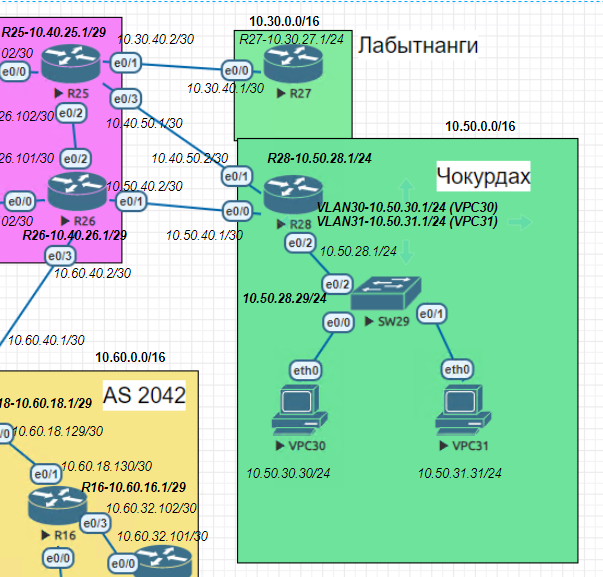 10.30.0.0/16
R25-10.40.25.1/29
10.30.40.2/30
R27-10.30.27.1/24
Лабытнанги
02/30
e0/0
e0/1
e0/0
R25
e0/3
10.30.40.1/30
R27
26.102/30
e0/2
10.40.50.1/30
10.50.0.0/16
26.101/30
e0/2
10.40.50.2/30
R28-10.50.28.1/24
Чокурдах
e0/1
e0/0
10.50.40.2/30
e0/1
e0/0
VLAN30-10.50.30.1/24 (VPC30)
VLAN31-10.50.31.1/24 (VPC31)
02/30
R26
R28
R26-10.40.26.1/29
10.50.40.1/30
e0/2
10.50.28.1/24
e0/3
10.60.40.2/30
e0/2
10.50.28.29/24
SW29
e0/0
e0/1
10.60.40.1/30
10.60.0.0/16
eth0
eth0
AS 2042
18-10.60.18.1/29
/0
10.60.18.129/30
VPC30
VPC31
10.50.30.30/24
10.50.31.31/24
e0/1
10.60.18.130/30
R16-10.60.16.1/29
10.60.32.102/30
e0/3
R16
10.60.32.101/30
e0/0
e0/0